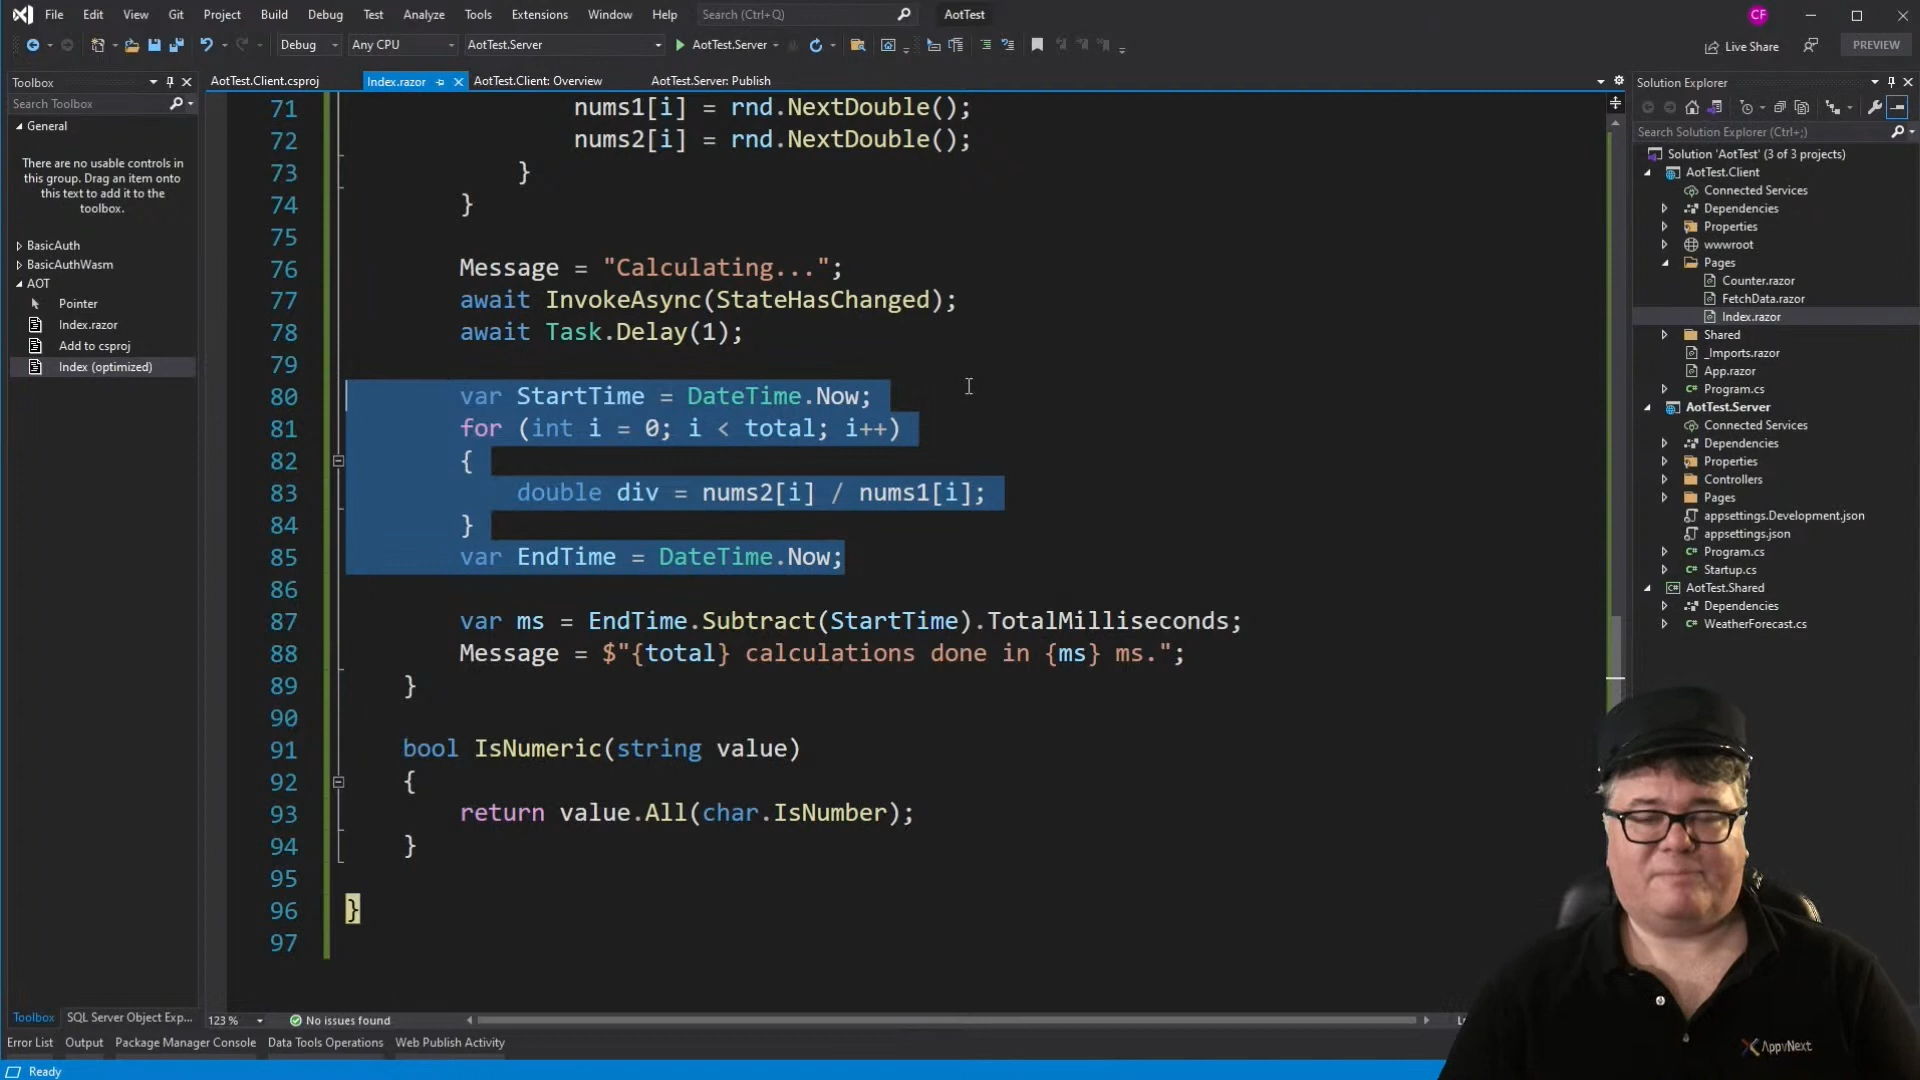 File Edit View Git Project Build Debug Test Analyze Tools Extensions Window Help Search (Ctrl+Q) AotTest CF
Debug Any CPU AotTest.Server AotTest.Server Live Share PREVIEW
Toolbox
Search Toolbox
General
There are no usable controls in
this group. Drag an item onto
this text to add it to the
toolbox.
BasicAuth
BasicAuthWasm
AOT
Pointer
Index.razor
Add to csproj
Index (optimized)
Toolbox SQL Server Object Exp...
AotTest.Client.csproj Index.razor AotTest.Client: Overview AotTest.Server: Publish
71 nums1[i] = rnd.NextDouble();
72 nums2[i] = rnd.NextDouble();
73 }
74 }
75
76 Message = "Calculating...";
77 await InvokeAsync(StateHasChanged);
78 await Task.Delay(1);
79
80 var StartTime = DateTime.Now;
81 for (int i = 0; i < total; i++)
82 {
83 double div = nums2[i] / nums1[i];
84 }
85 var EndTime = DateTime.Now;
86
87 var ms = EndTime.Subtract(StartTime).TotalMilliseconds;
88 Message = $"{total} calculations done in {ms} ms.";
89 }
90
91 bool IsNumeric(string value)
92 {
93 return value.All(char.IsNumber);
94 }
95
96 }
97
123 % No issues found
Solution Explorer
Search Solution Explorer (Ctrl+;)
Solution 'AotTest' (3 of 3 projects)
AotTest.Client
Connected Services
Dependencies
Properties
wwwroot
Pages
Counter.razor
FetchData.razor
Index.razor
Shared
_Imports.razor
App.razor
C# Program.cs
AotTest.Server
Connected Services
Dependencies
Properties
Controllers
Pages
appsettings.Development.json
appsettings.json
C# Program.cs
C# Startup.cs
C# AotTest.Shared
Dependencies
C# WeatherForecast.cs
Error List Output Package Manager Console Data Tools Operations Web Publish Activity
Ready
AppvNext